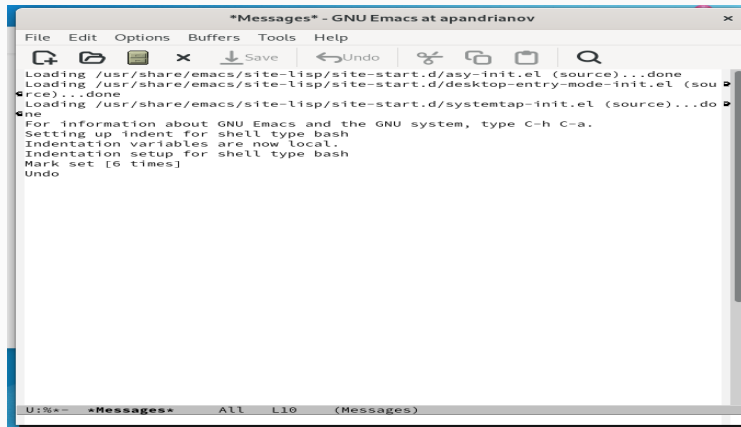 *Messages* - GNU Emacs at apandrianov
File Edit Options Buffers Tools Help
Save Undo
Loading /usr/share/emacs/site-lisp/site-start.d/asy-init.el (source)...done
Loading /usr/share/emacs/site-lisp/site-start.d/desktop-entry-mode-init.el (sou
rce)...done
Loading /usr/share/emacs/site-lisp/site-start.d/systemtap-init.el (source)...do
ne
For information about GNU Emacs and the GNU system, type C-h C-a.
Setting up indent for shell type bash
Indentation variables are now local.
Indentation setup for shell type bash
Mark set [6 times]
Undo
U:%*- *Messages* All L10 (Messages)